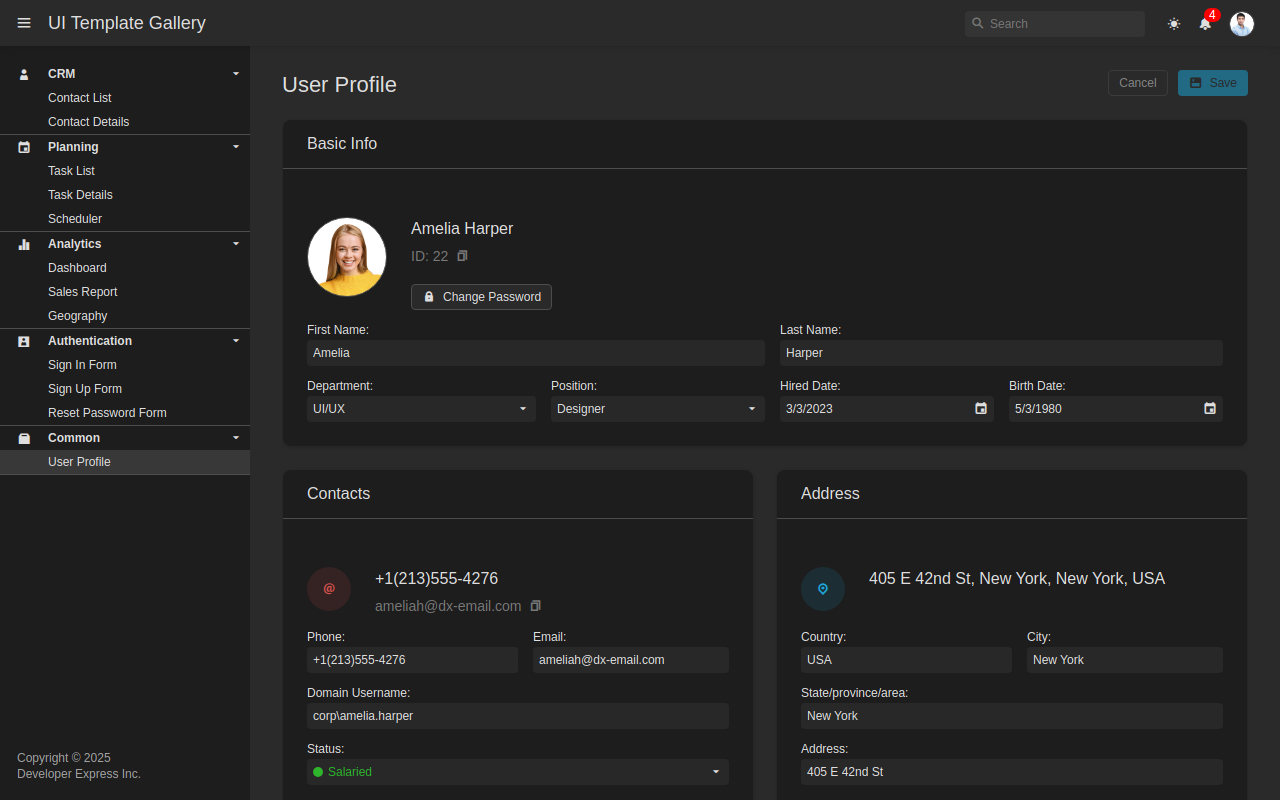 UI Template Gallery
Search
4
CRM
Contact List
Contact Details
Planning
Task List
Task Details
Scheduler
Analytics
Dashboard
Sales Report
Geography
Authentication
Sign In Form
Sign Up Form
Reset Password Form
Common
User Profile
Copyright © 2025
Developer Express Inc.
User Profile
Cancel
Save
Basic Info
Amelia Harper
ID: 22
Change Password
First Name:
Amelia
Last Name:
Harper
Department:
UI/UX
Position:
Designer
Hired Date:
3/3/2023
Birth Date:
5/3/1980
Contacts
@
+1(213)555-4276
ameliah@dx-email.com
Phone:
+1(213)555-4276
Email:
ameliah@dx-email.com
Domain Username:
corp\amelia.harper
Status:
Salaried
Address
405 E 42nd St, New York, New York, USA
Country:
USA
City:
New York
State/province/area:
New York
Address:
405 E 42nd St